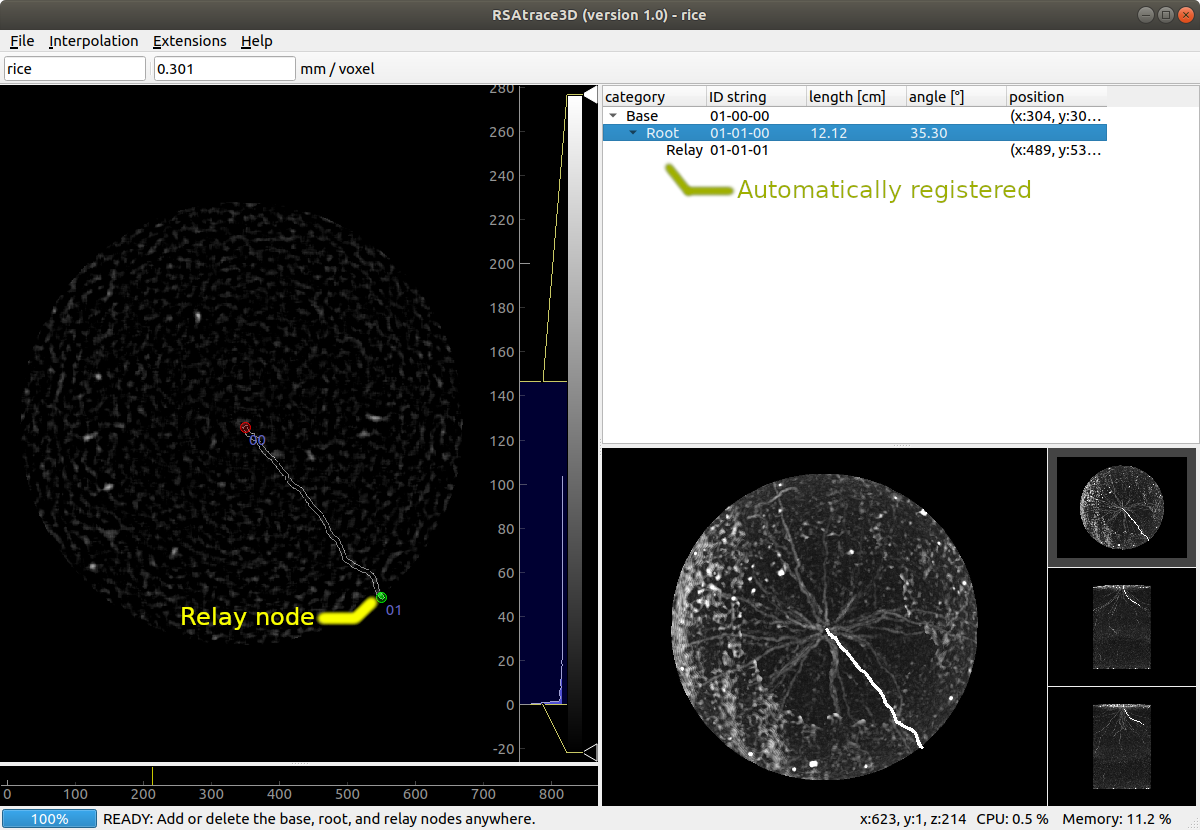 RSAtrace3D (version 1.0) - rice
File Interpolation Extensions Help
rice 0.301 mm / voxel
280
260
240
220
200
180
160
140
120
100
80
60
40
20
0
-20
00
01
Relay node
0 100 200 300 400 500 600 700 800
category ID string length [cm] angle [°] position
Base 01-00-00 (x:304, y:30...
Root 01-01-00 12.12 35.30
Relay 01-01-01 (x:489, y:53...
Automatically registered
100% READY: Add or delete the base, root, and relay nodes anywhere. x:623, y:1, z:214 CPU: 0.5 % Memory: 11.2 %